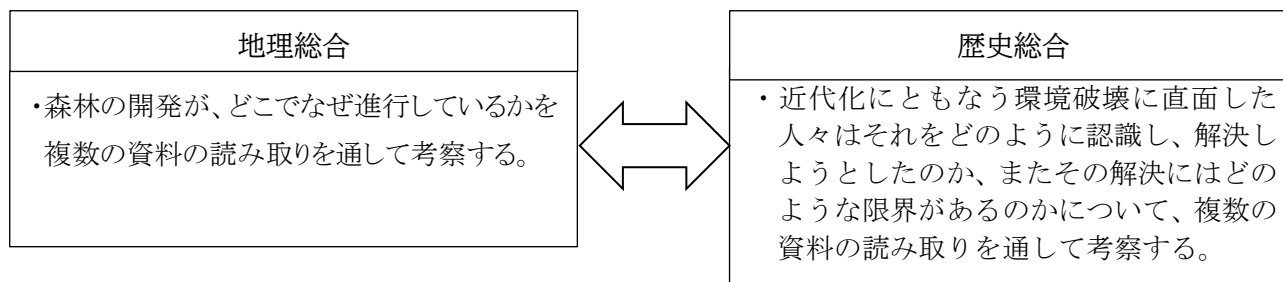 地理総合
・森林の開発が、どこでなぜ進行しているかを
複数の資料の読み取りを通して考察する。
歴史総合
・近代化にともなう環境破壊に直面した
人々はそれをどのように認識し、解決し
ようとしたのか、またその解決にはどの
ような限界があるのかについて、複数の
資料の読み取りを通して考察する。